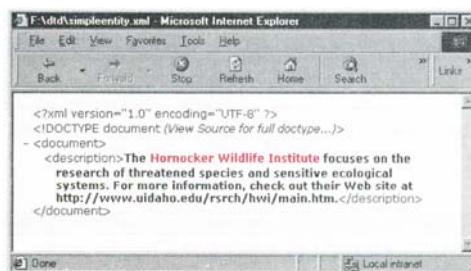 F:\dtd\simpleentity.xml - Microsoft Internet Explorer
File Edit View Favorites Tools Help
Back Forward Stop Refresh Home Search » Links »
<?xml version="1.0" encoding="UTF-8" ?>
<!DOCTYPE document (View Source for full doctype...)>
- <document>
<description>The Hornocker Wildlife Institute focuses on the
research of threatened species and sensitive ecological
systems. For more information, check out their Web site at
http://www.uidaho.edu/rsrch/hwi/main.htm.</description>
</document>
Done Local intranet